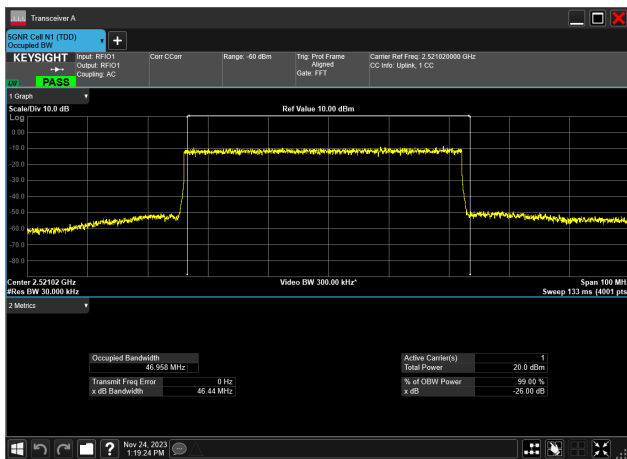 Transceiver A
5GNR Cell N1 (TDD)
Occupied BW
KEYSIGHT
Input: RFIO1
Output: RFIO1
Coupling: AC
Corr CCorr
Range: -60 dBm
Trig: Prot Frame
Aligned
Gate: FFT
Carrier Ref Freq: 2.521020000 GHz
CC Info: Uplink, 1 CC
LV
PASS
1 Graph
Scale/Div 10.0 dB
Ref Value 10.00 dBm
Log
0.00
-10.0
-20.0
-30.0
-40.0
-50.0
-60.0
-70.0
-80.0
Center 2.52102 GHz
Video BW 300.00 kHz*
Span 100 MH
#Res BW 30.000 kHz
Sweep 133 ms (4001 pts
2 Metrics
Occupied Bandwidth
46.958 MHz
Transmit Freq Error 0 Hz
x dB Bandwidth 46.44 MHz
Active Carrier(s) 1
Total Power 20.0 dBm
% of OBW Power 99.00 %
x dB -26.00 dB
Nov 24, 2023
1:19:24 PM